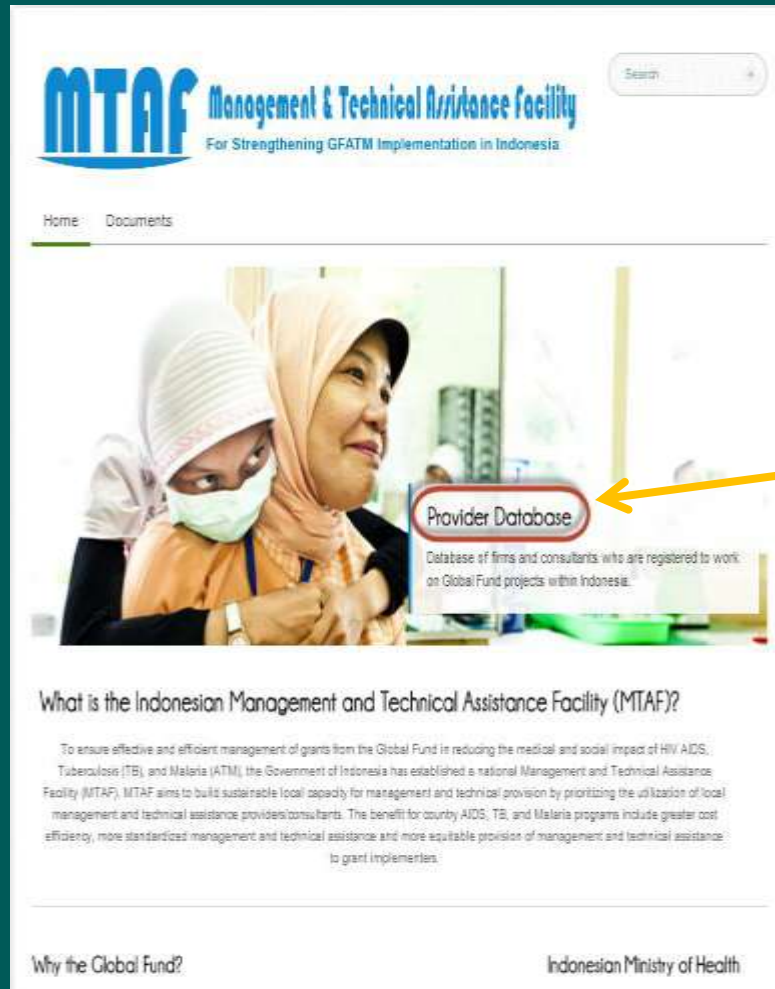 MTAF
Management & Technical Assistance Facility
For Strengthening GFATM Implementation in Indonesia
Search
Home Documents
Provider Database
Database of firms and consultants who are registered to work
on Global Fund projects within Indonesia.
What is the Indonesian Management and Technical Assistance Facility (MTAF)?
To ensure effective and efficient management of grants from the Global Fund in reducing the medical and social impact of HIV AIDS,
Tuberculosis (TB), and Malaria (ATM), the Government of Indonesia has established a national Management and Technical Assistance
Facility (MTAF). MTAF aims to build sustainable local capacity for management and technical provision by prioritizing the utilization of local
management and technical assistance providers/consultants. The benefit for country AIDS, TB, and Malaria programs include greater cost
efficiency, more standardized management and technical assistance and more equitable provision of management and technical assistance
to grant implementers.
Why the Global Fund?
Indonesian Ministry of Health